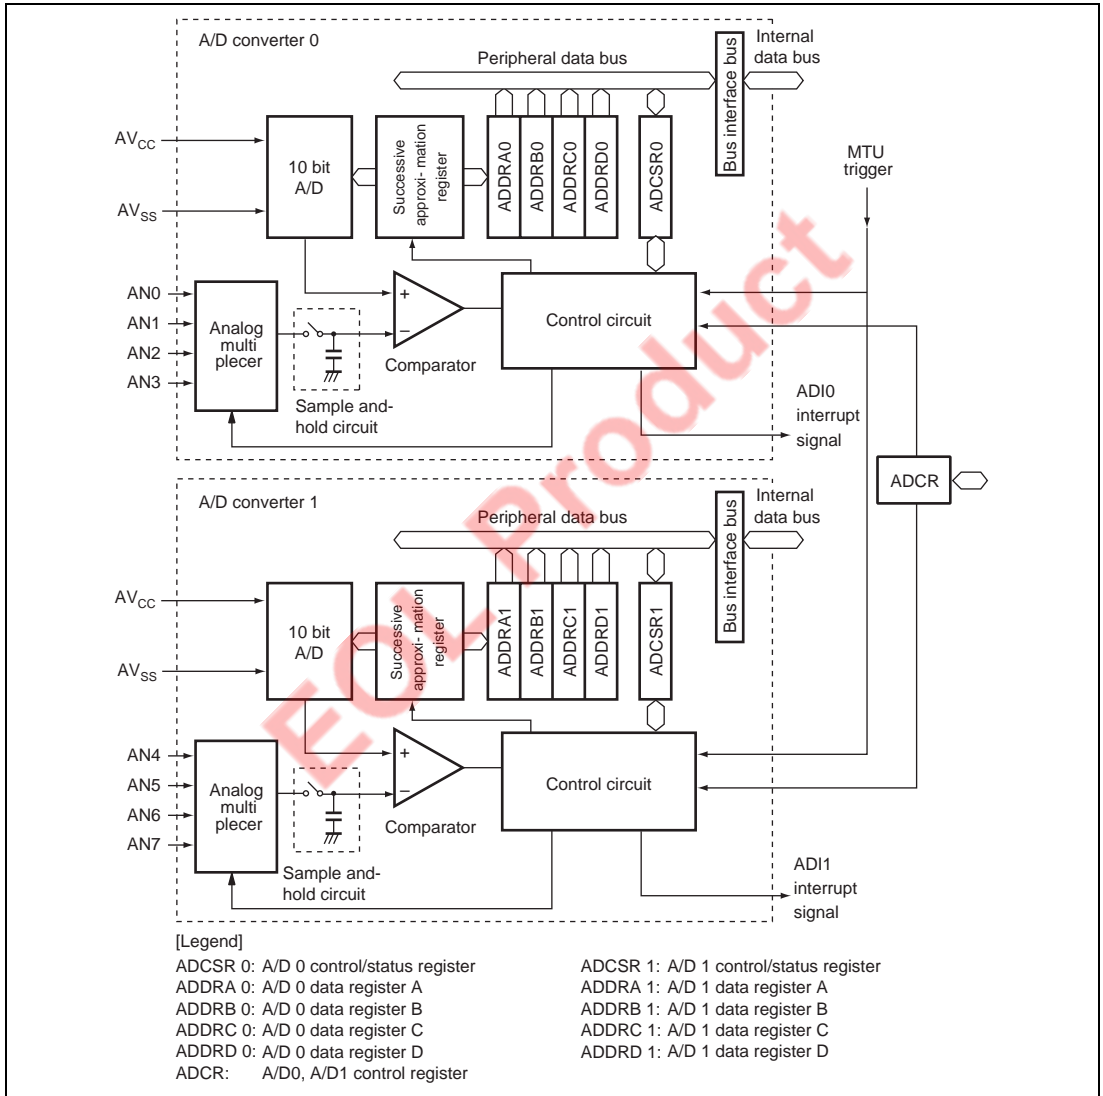 A/D converter 0
Peripheral data bus
Bus interface bus
Internal
data bus
AVCC
AVSS
10 bit
A/D
Successive
approxi- mation
register
ADDRA0
ADDRB0
ADDRC0
ADDRD0
ADCSR0
MTU
trigger
AN0
AN1
AN2
AN3
Analog
multi
plecer
+
−
Comparator
Sample and-
hold circuit
Control circuit
ADI0
interrupt
signal
ADCR
A/D converter 1
Peripheral data bus
Bus interface bus
Internal
data bus
AVCC
AVSS
10 bit
A/D
Successive
approxi- mation
register
ADDRA1
ADDRB1
ADDRC1
ADDRD1
ADCSR1
AN4
AN5
AN6
AN7
Analog
multi
plecer
+
−
Comparator
Sample and-
hold circuit
Control circuit
ADI1
interrupt
signal
EOL Product
[Legend]
ADCSR 0: A/D 0 control/status register
ADDRA 0: A/D 0 data register A
ADDRB 0: A/D 0 data register B
ADDRC 0: A/D 0 data register C
ADDRD 0: A/D 0 data register D
ADCR: A/D0, A/D1 control register
ADCSR 1: A/D 1 control/status register
ADDRA 1: A/D 1 data register A
ADDRB 1: A/D 1 data register B
ADDRC 1: A/D 1 data register C
ADDRD 1: A/D 1 data register D